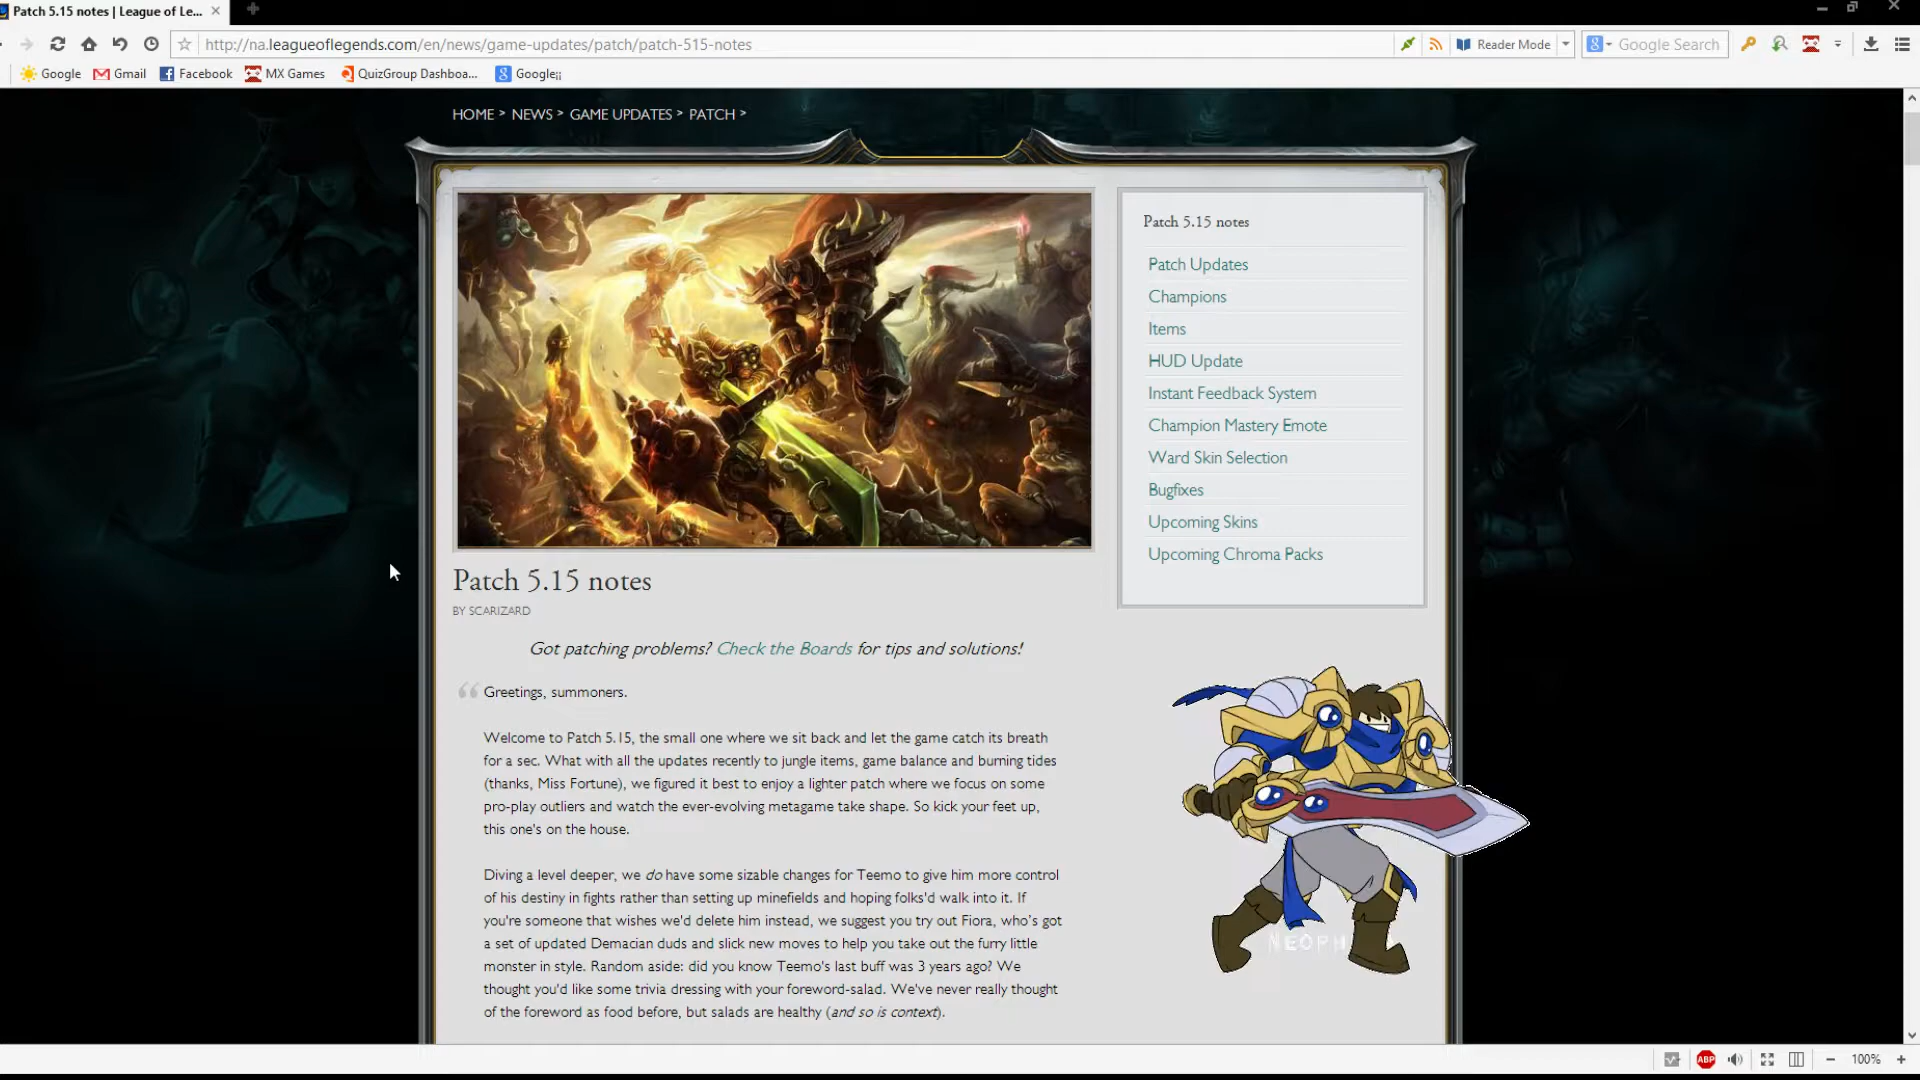 Patch 5.15 notes | League of Le...
http://na.leagueoflegends.com/en/news/game-updates/patch/patch-515-notes
Reader Mode
Google Search
Google
Gmail
Facebook
MX Games
QuizGroup Dashboa...
Google¡¡
HOME > NEWS > GAME UPDATES > PATCH >
Patch 5.15 notes
Patch Updates
Champions
Items
HUD Update
Instant Feedback System
Champion Mastery Emote
Ward Skin Selection
Bugfixes
Upcoming Skins
Upcoming Chroma Packs
Patch 5.15 notes
BY SCARIZARD
Got patching problems? Check the Boards for tips and solutions!
“ Greetings, summoners.
Welcome to Patch 5.15, the small one where we sit back and let the game catch its breath
for a sec. What with all the updates recently to jungle items, game balance and burning tides
(thanks, Miss Fortune), we figured it best to enjoy a lighter patch where we focus on some
pro-play outliers and watch the ever-evolving metagame take shape. So kick your feet up,
this one's on the house.
Diving a level deeper, we do have some sizable changes for Teemo to give him more control
of his destiny in fights rather than setting up minefields and hoping folks'd walk into it. If
you're someone that wishes we'd delete him instead, we suggest you try out Fiora, who's got
a set of updated Demacian duds and slick new moves to help you take out the furry little
monster in style. Random aside: did you know Teemo's last buff was 3 years ago? We
thought you'd like some trivia dressing with your foreword-salad. We've never really thought
of the foreword as food before, but salads are healthy (and so is context).
ABP
100%